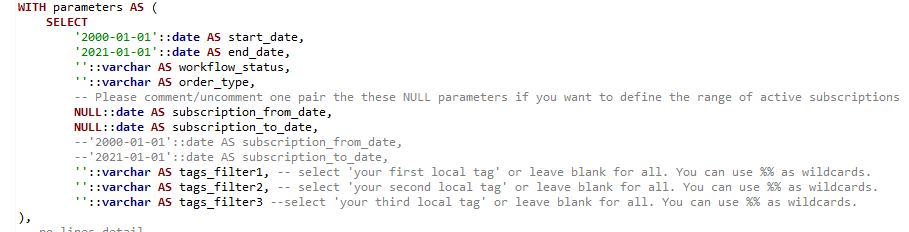 WITH parameters AS (
SELECT
'2000-01-01'::date AS start_date,
'2021-01-01'::date AS end_date,
''::varchar AS workflow_status,
''::varchar AS order_type,
-- Please comment/uncomment one pair the these NULL parameters if you want to define the range of active subscriptions
NULL::date AS subscription_from_date,
NULL::date AS subscription_to_date,
--'2000-01-01'::date AS subscription_from_date,
--'2021-01-01'::date AS subscription_to_date,
''::varchar AS tags_filter1, -- select 'your first local tag' or leave blank for all. You can use %% as wildcards.
''::varchar AS tags_filter2, -- select 'your second local tag' or leave blank for all. You can use %% as wildcards.
''::varchar AS tags_filter3 --select 'your third local tag' or leave blank for all. You can use %% as wildcards.
),
po lines detail